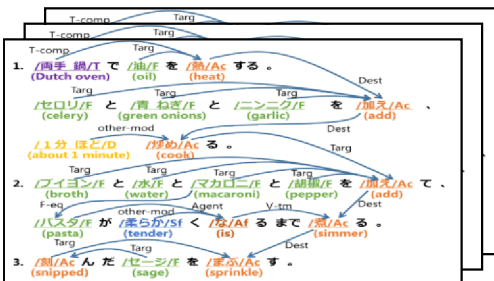 T-comp Targ
T-comp Targ
T-comp Targ
1. /両手 鍋/T で /油/F を /熱/Ac する 。
(Dutch oven) (oil) (heat)
Dest
Targ Targ Targ
/セロリ/F と /青 ねぎ/F と /ニンニク/F を /加え/Ac 、
(celery) (green onions) (garlic) (add)
other-mod Dest
/１分 ほど/D /炒め/Ac る 。
(about 1 minute) (cook)
Targ
Targ Targ Targ
2. /ブイヨン/F と /水/F と /マカロニ/F と /胡椒/F を /加え/Ac て 、
(broth) (water) (macaroni) (pepper) (add)
F-eq other-mod Agent V-tm Dest
/パスタ/F が /柔らか/Sf く /な/Af る まで /煮/Ac る 。
(pasta) (tender) (is) (simmer)
Targ Targ Dest
3. /刻/Ac ん だ /セージ/F を /まぶ/Ac す 。
(snipped) (sage) (sprinkle)